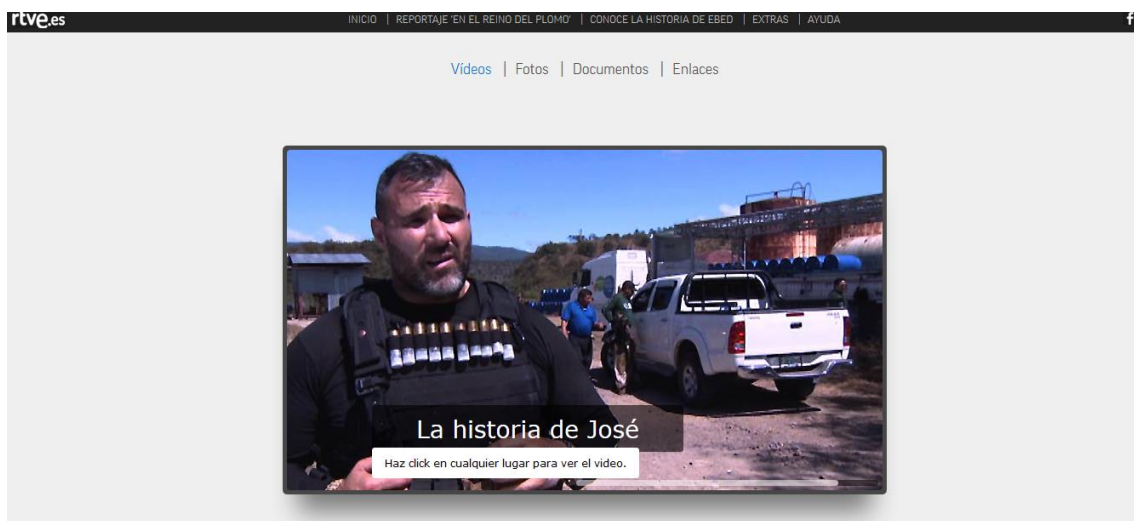 rtve.es
INICIO | REPORTAJE 'EN EL REINO DEL PLOMO' | CONOCE LA HISTORIA DE EBED | EXTRAS | AYUDA
f
Vídeos | Fotos | Documentos | Enlaces
La historia de José
Haz click en cualquier lugar para ver el video.